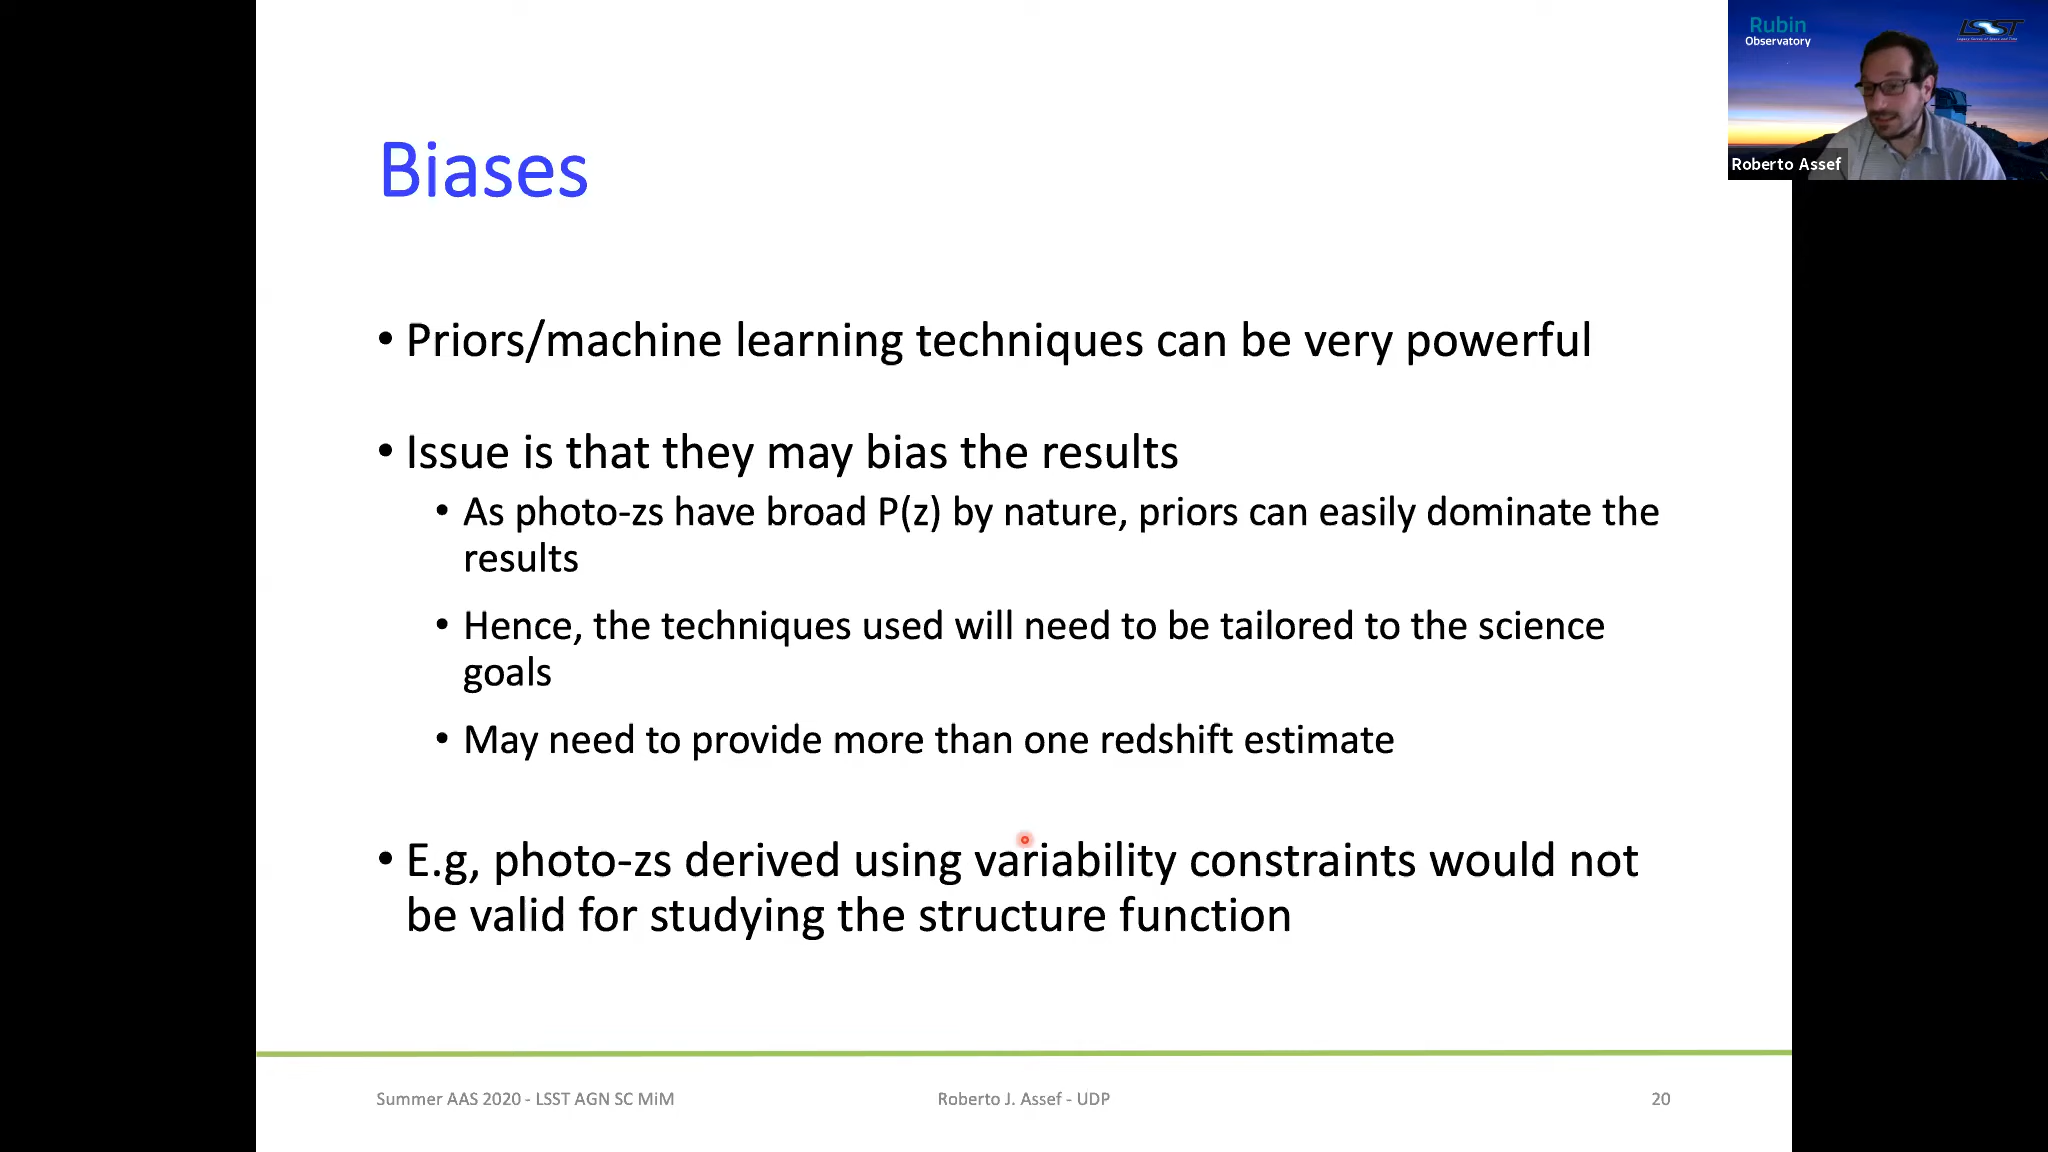 Rubin
Observatory
LSST
Roberto Assef
Biases
• Priors/machine learning techniques can be very powerful
• Issue is that they may bias the results
• As photo-zs have broad P(z) by nature, priors can easily dominate the
results
• Hence, the techniques used will need to be tailored to the science
goals
• May need to provide more than one redshift estimate
• E.g, photo-zs derived using variability constraints would not
be valid for studying the structure function
Summer AAS 2020 - LSST AGN SC MiM
Roberto J. Assef - UDP
20